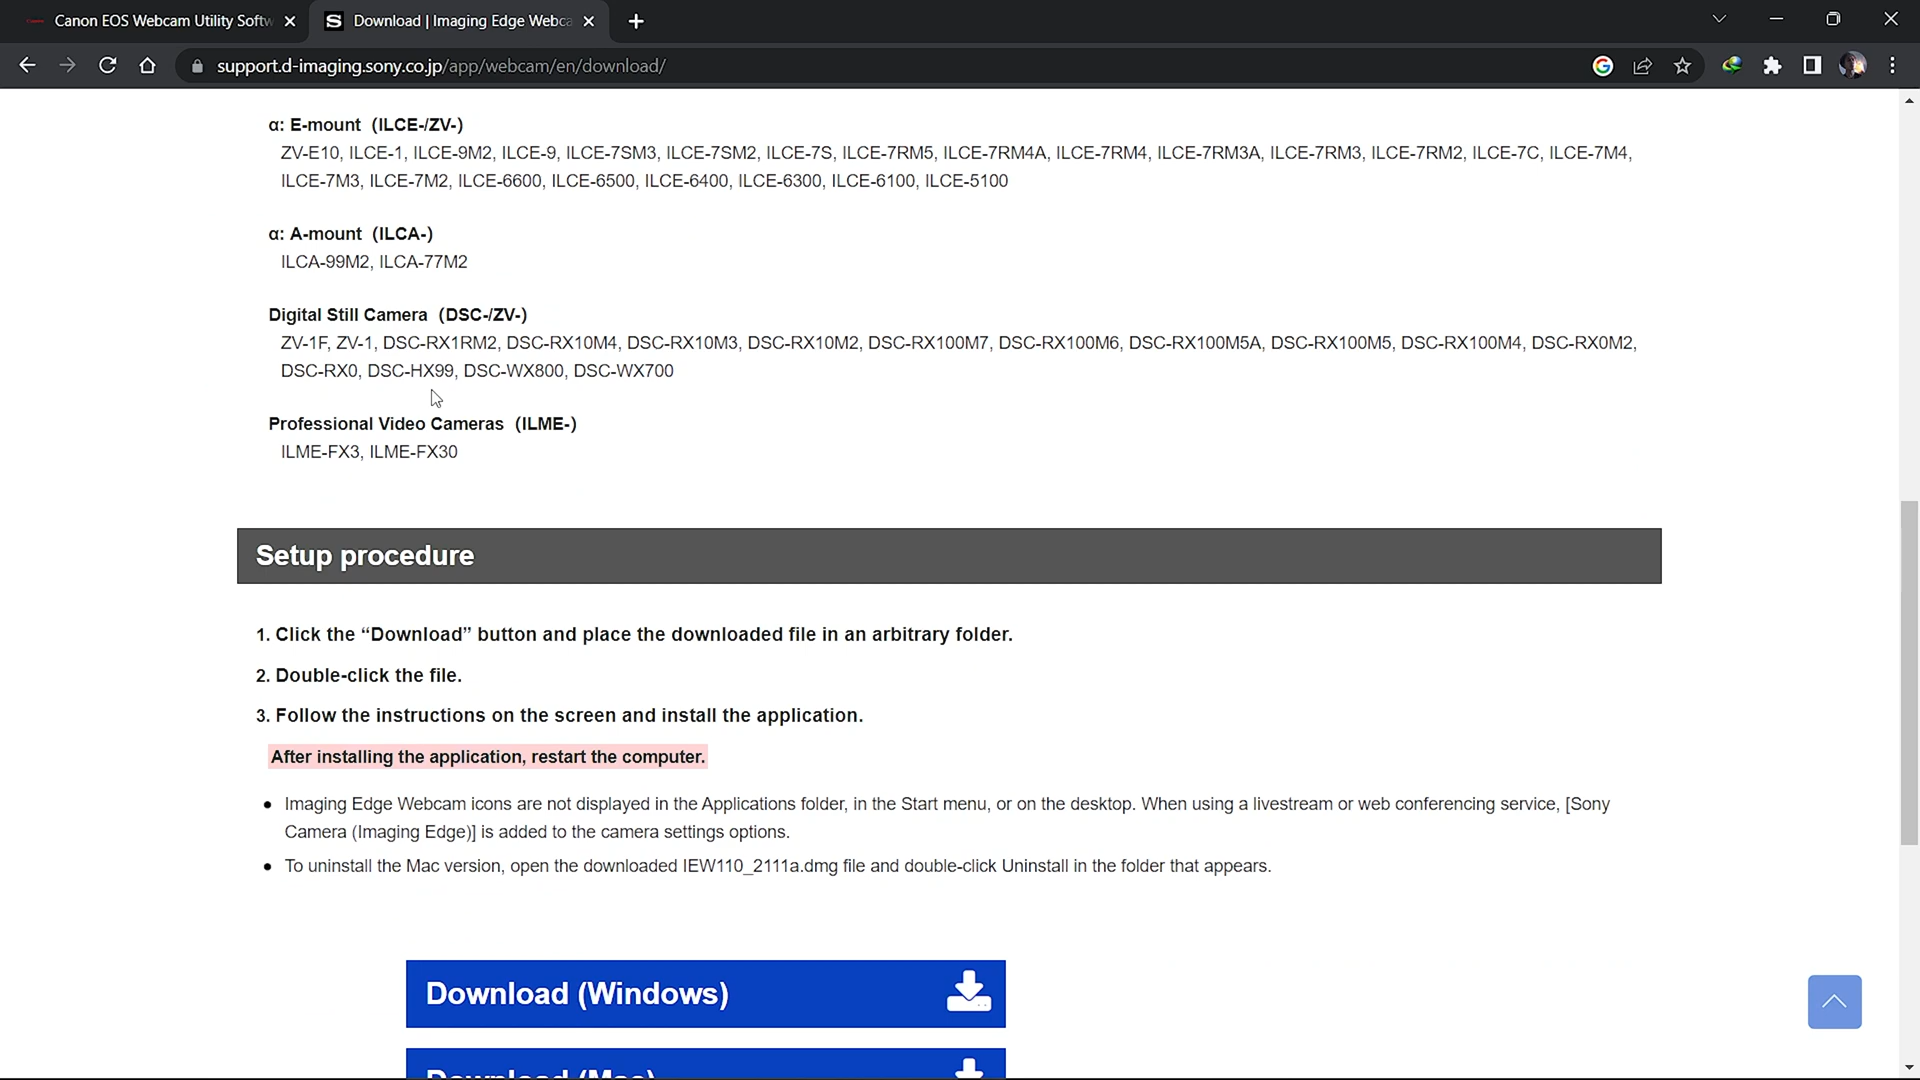 Canon EOS Webcam Utility Softw
Download | Imaging Edge Webca
support.d-imaging.sony.co.jp/app/webcam/en/download/
α: E-mount (ILCE-/ZV-)
ZV-E10, ILCE-1, ILCE-9M2, ILCE-9, ILCE-7SM3, ILCE-7SM2, ILCE-7S, ILCE-7RM5, ILCE-7RM4A, ILCE-7RM4, ILCE-7RM3A, ILCE-7RM3, ILCE-7RM2, ILCE-7C, ILCE-7M4,
ILCE-7M3, ILCE-7M2, ILCE-6600, ILCE-6500, ILCE-6400, ILCE-6300, ILCE-6100, ILCE-5100
α: A-mount (ILCA-)
ILCA-99M2, ILCA-77M2
Digital Still Camera (DSC-/ZV-)
ZV-1F, ZV-1, DSC-RX1RM2, DSC-RX10M4, DSC-RX10M3, DSC-RX10M2, DSC-RX100M7, DSC-RX100M6, DSC-RX100M5A, DSC-RX100M5, DSC-RX100M4, DSC-RX0M2,
DSC-RX0, DSC-HX99, DSC-WX800, DSC-WX700
Professional Video Cameras (ILME-)
ILME-FX3, ILME-FX30
Setup procedure
1. Click the “Download” button and place the downloaded file in an arbitrary folder.
2. Double-click the file.
3. Follow the instructions on the screen and install the application.
After installing the application, restart the computer.
• Imaging Edge Webcam icons are not displayed in the Applications folder, in the Start menu, or on the desktop. When using a livestream or web conferencing service, [Sony
Camera (Imaging Edge)] is added to the camera settings options.
• To uninstall the Mac version, open the downloaded IEW110_2111a.dmg file and double-click Uninstall in the folder that appears.
Download (Windows)
Download (Mac)